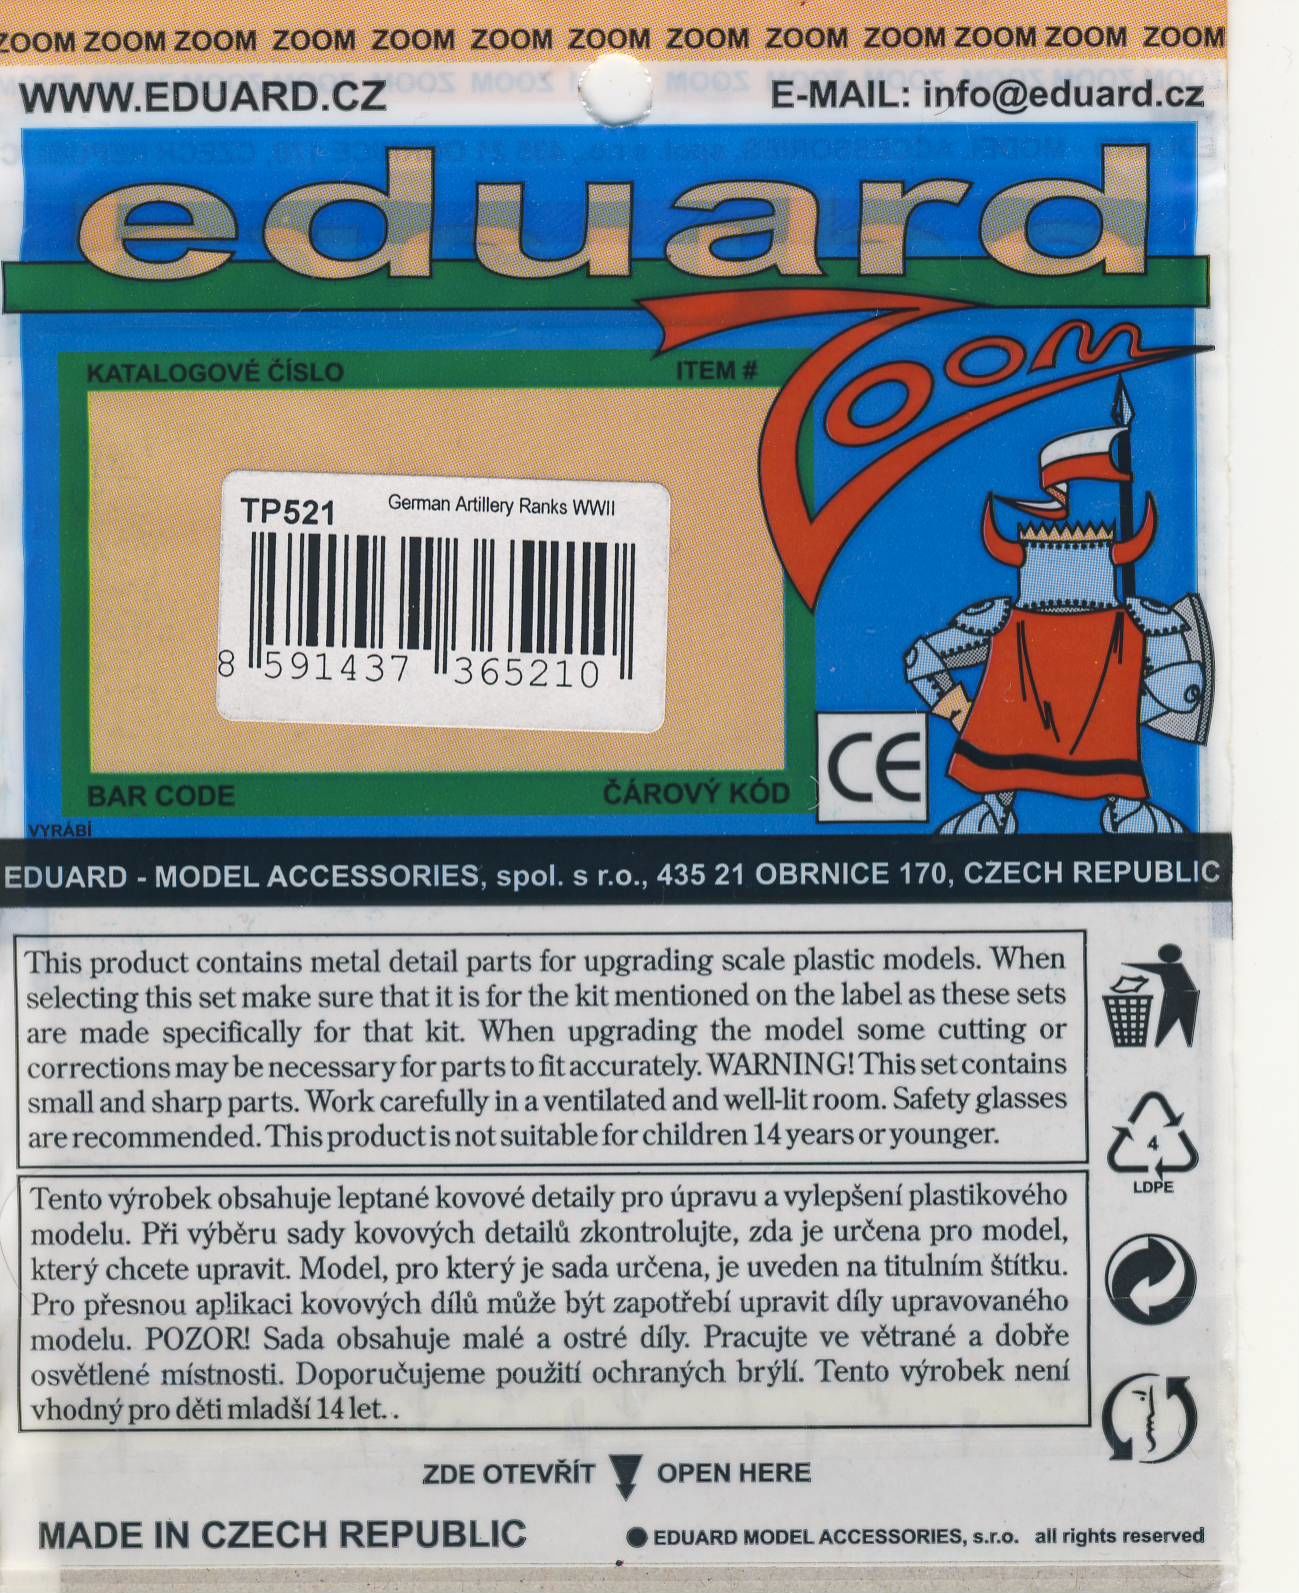 ZOOM ZOOM ZOOM ZOOM ZOOM ZOOM ZOOM ZOOM ZOOM ZOOM ZOOM ZOOM ZOOM
WWW.EDUARD.CZ E-MAIL: info@eduard.cz
eduard
Zoom
KATALOGOVÉ ČÍSLO ITEM #
TP521 German Artillery Ranks WWII
8 591437 365210
CE
BAR CODE ČÁROVÝ KÓD
VYRÁBÍ
EDUARD - MODEL ACCESSORIES, spol. s r.o., 435 21 OBRNICE 170, CZECH REPUBLIC
This product contains metal detail parts for upgrading scale plastic models. When
selecting this set make sure that it is for the kit mentioned on the label as these sets
are made specifically for that kit. When upgrading the model some cutting or
corrections may be necessary for parts to fit accurately. WARNING! This set contains
small and sharp parts. Work carefully in a ventilated and well-lit room. Safety glasses
are recommended. This product is not suitable for children 14 years or younger.
4
LDPE
Tento výrobek obsahuje leptané kovové detaily pro úpravu a vylepšení plastikového
modelu. Při výběru sady kovových detailů zkontrolujte, zda je určena pro model,
který chcete upravit. Model, pro který je sada určena, je uveden na titulním štítku.
Pro přesnou aplikaci kovových dílů může být zapotřebí upravit díly upravovaného
modelu. POZOR! Sada obsahuje malé a ostré díly. Pracujte ve větrané a dobře
osvětlené místnosti. Doporučujeme použití ochraných brýlí. Tento výrobek není
vhodný pro děti mladší 14 let. .
ZDE OTEVŘÍT OPEN HERE
MADE IN CZECH REPUBLIC
EDUARD MODEL ACCESSORIES, s.r.o. all rights reserved